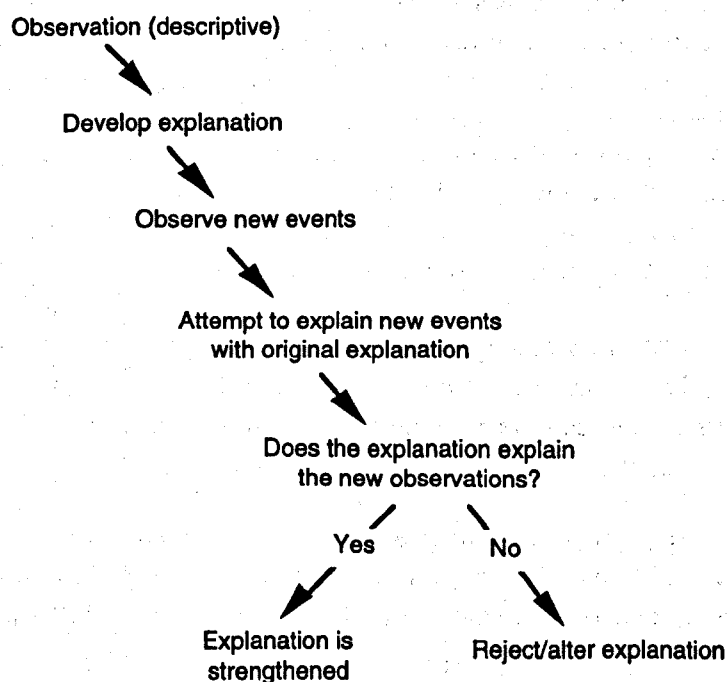 Observation (descriptive)
Develop explanation
Observe new events
Attempt to explain new events
with original explanation
Does the explanation explain
the new observations?
Yes
No
Explanation is
strengthened
Reject/alter explanation